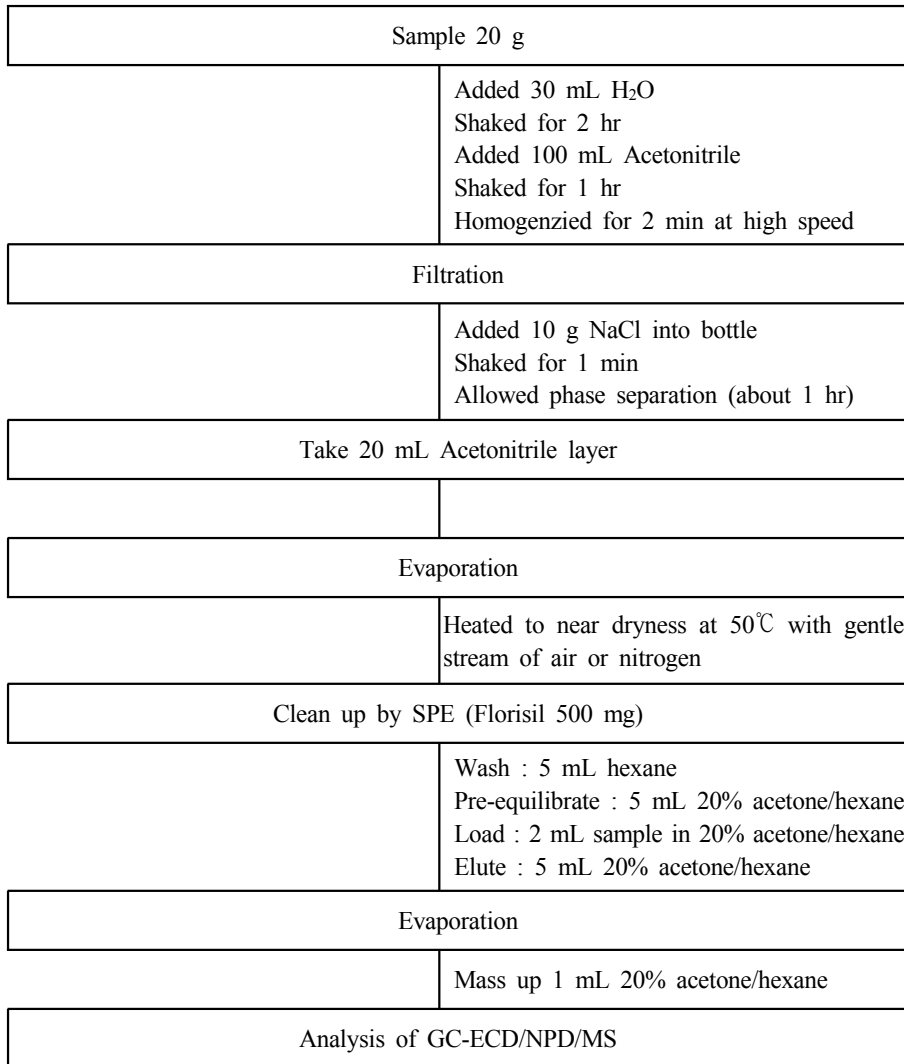 Sample 20 g
Added 30 mL H₂O
Shaked for 2 hr
Added 100 mL Acetonitrile
Shaked for 1 hr
Homogenzied for 2 min at high speed
Filtration
Added 10 g NaCl into bottle
Shaked for 1 min
Allowed phase separation (about 1 hr)
Take 20 mL Acetonitrile layer
Evaporation
Heated to near dryness at 50℃ with gentle
stream of air or nitrogen
Clean up by SPE (Florisil 500 mg)
Wash : 5 mL hexane
Pre-equilibrate : 5 mL 20% acetone/hexane
Load : 2 mL sample in 20% acetone/hexane
Elute : 5 mL 20% acetone/hexane
Evaporation
Mass up 1 mL 20% acetone/hexane
Analysis of GC-ECD/NPD/MS